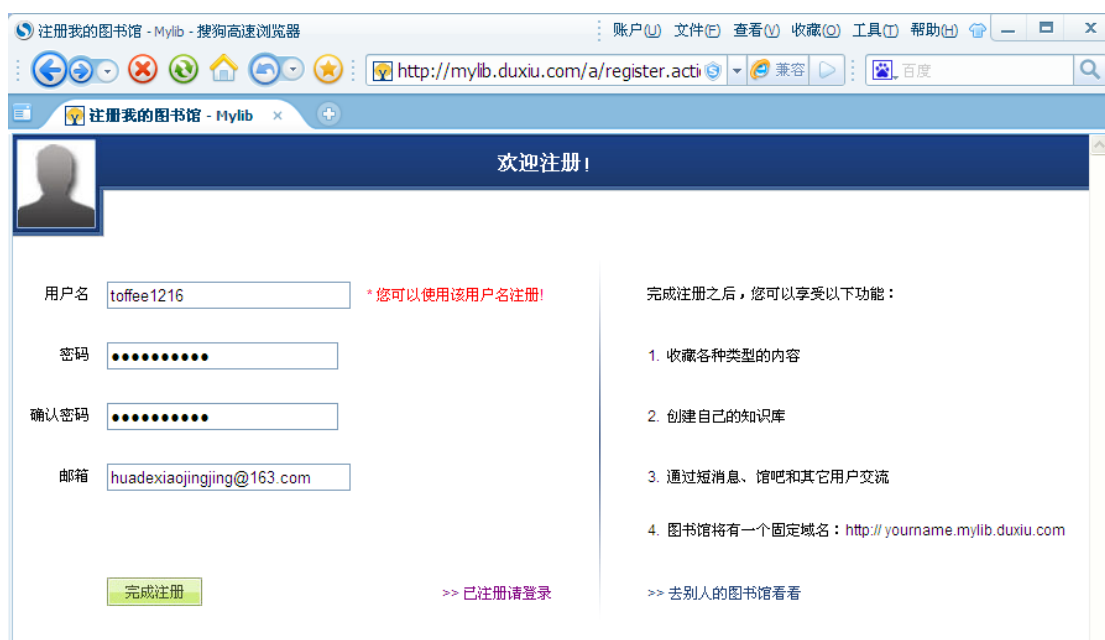 注册我的图书馆 - Mylib - 搜狗高速浏览器
账户(U) 文件(F) 查看(V) 收藏(O) 工具(T) 帮助(H)
http://mylib.duxiu.com/a/register.acti
兼容
百度
注册我的图书馆 - Mylib
欢迎注册!
用户名 toffee1216 * 您可以使用该用户名注册!
密码 ●●●●●●●●●●
确认密码 ●●●●●●●●●●
邮箱 huadexiaojingjing@163.com
完成注册 >> 已注册请登录
完成注册之后，您可以享受以下功能：
1. 收藏各种类型的内容
2. 创建自己的知识库
3. 通过短消息、馆吧和其它用户交流
4. 图书馆将有一个固定域名：http:// yourname.mylib.duxiu.com
>> 去别人的图书馆看看